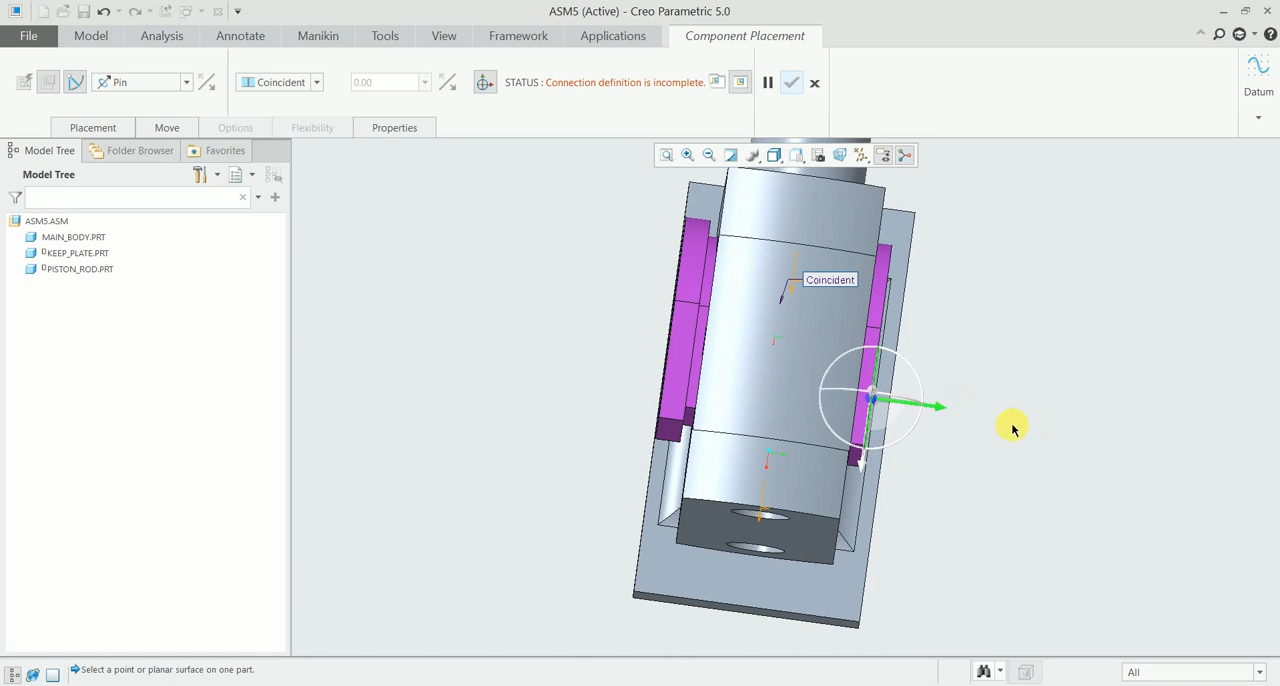 ASM5 (Active) - Creo Parametric 5.0
File Model Analysis Annotate Manikin Tools View Framework Applications Component Placement
Pin Coincident 0.00 STATUS : Connection definition is incomplete. Datum
Placement Move Options Flexibility Properties
Model Tree Folder Browser Favorites
Model Tree
ASM5.ASM
MAIN_BODY.PRT
KEEP_PLATE.PRT
PISTON_ROD.PRT
Coincident
Select a point or planar surface on one part.
All